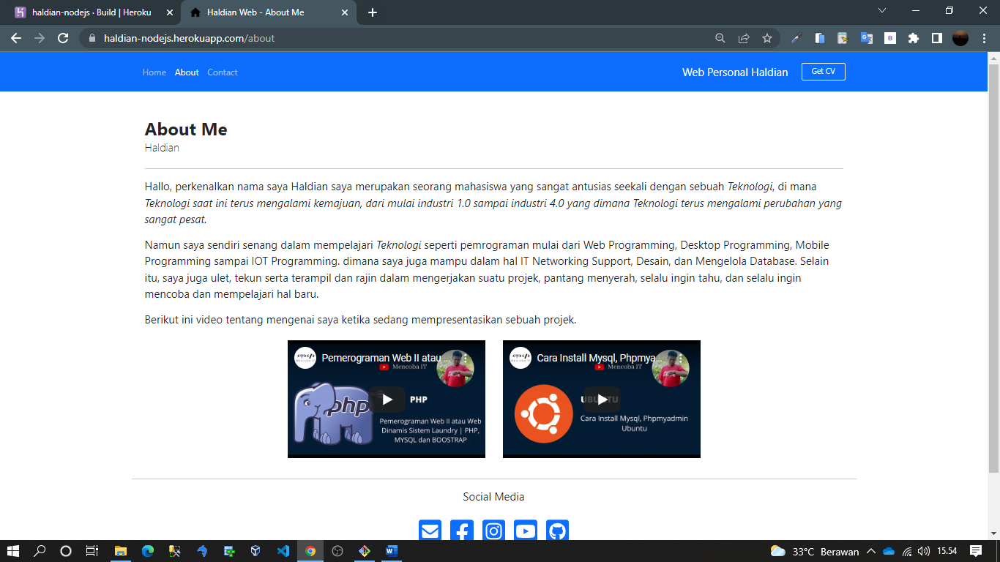 haldian-nodejs · Build | Heroku
Haldian Web - About Me
haldian-nodejs.herokuapp.com/about
Home About Contact
Web Personal Haldian
Get CV
About Me
Haldian
Hallo, perkenalkan nama saya Haldian saya merupakan seorang mahasiswa yang sangat antusias seekali dengan sebuah Teknologi, di mana
Teknologi saat ini terus mengalami kemajuan, dari mulai industri 1.0 sampai industri 4.0 yang dimana Teknologi terus mengalami perubahan yang
sangat pesat.
Namun saya sendiri senang dalam mempelajari Teknologi seperti pemrograman mulai dari Web Programming, Desktop Programming, Mobile
Programming sampai IOT Programming. dimana saya juga mampu dalam hal IT Networking Support, Desain, dan Mengelola Database. Selain
itu, saya juga ulet, tekun serta terampil dan rajin dalam mengerjakan suatu projek, pantang menyerah, selalu ingin tahu, dan selalu ingin
mencoba dan mempelajari hal baru.
Berikut ini video tentang mengenai saya ketika sedang mempresentasikan sebuah projek.
Pemerograman Web II atau ...
Mencoba IT
php
PHP
Pemerograman Web II atau Web
Dinamis Sistem Laundry | PHP,
MYSQL dan BOOSTRAP
Cara Install Mysql, Phpmya...
Mencoba IT
UBUNTU
Cara Install Mysql, Phpmyadmin
Ubuntu
Social Media
33°C Berawan
15.54